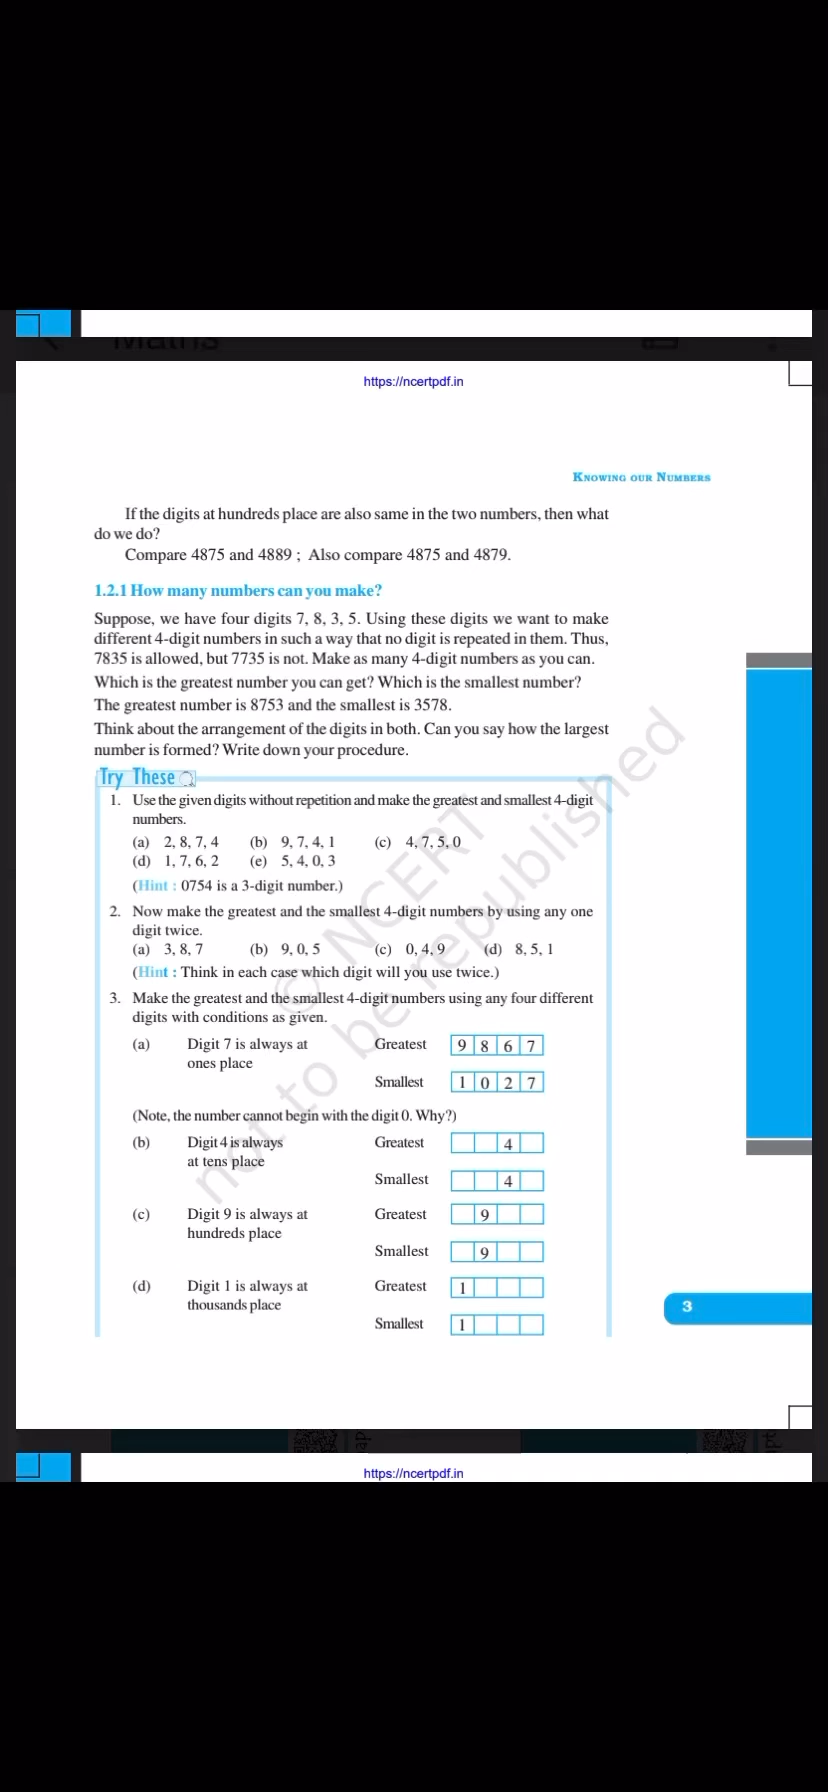 Maths
https://ncertpdf.in
KNOWING OUR NUMBERS
If the digits at hundreds place are also same in the two numbers, then what
do we do?
Compare 4875 and 4889 ; Also compare 4875 and 4879.
1.2.1 How many numbers can you make?
Suppose, we have four digits 7, 8, 3, 5. Using these digits we want to make
different 4-digit numbers in such a way that no digit is repeated in them. Thus,
7835 is allowed, but 7735 is not. Make as many 4-digit numbers as you can.
Which is the greatest number you can get? Which is the smallest number?
The greatest number is 8753 and the smallest is 3578.
Think about the arrangement of the digits in both. Can you say how the largest
number is formed? Write down your procedure.
Try These
1. Use the given digits without repetition and make the greatest and smallest 4-digit
numbers.
(a) 2, 8, 7, 4 (b) 9, 7, 4, 1 (c) 4, 7, 5, 0
(d) 1, 7, 6, 2 (e) 5, 4, 0, 3
(Hint : 0754 is a 3-digit number.)
2. Now make the greatest and the smallest 4-digit numbers by using any one
digit twice.
(a) 3, 8, 7 (b) 9, 0, 5 (c) 0, 4, 9 (d) 8, 5, 1
(Hint : Think in each case which digit will you use twice.)
3. Make the greatest and the smallest 4-digit numbers using any four different
digits with conditions as given.
(a) Digit 7 is always at Greatest 9 8 6 7
ones place
Smallest 1 0 2 7
(Note, the number cannot begin with the digit 0. Why?)
(b) Digit 4 is always Greatest 4
at tens place
Smallest 4
(c) Digit 9 is always at Greatest 9
hundreds place
Smallest 9
(d) Digit 1 is always at Greatest 1
thousands place
Smallest 1
3
© NCERT
not to be republished
https://ncertpdf.in